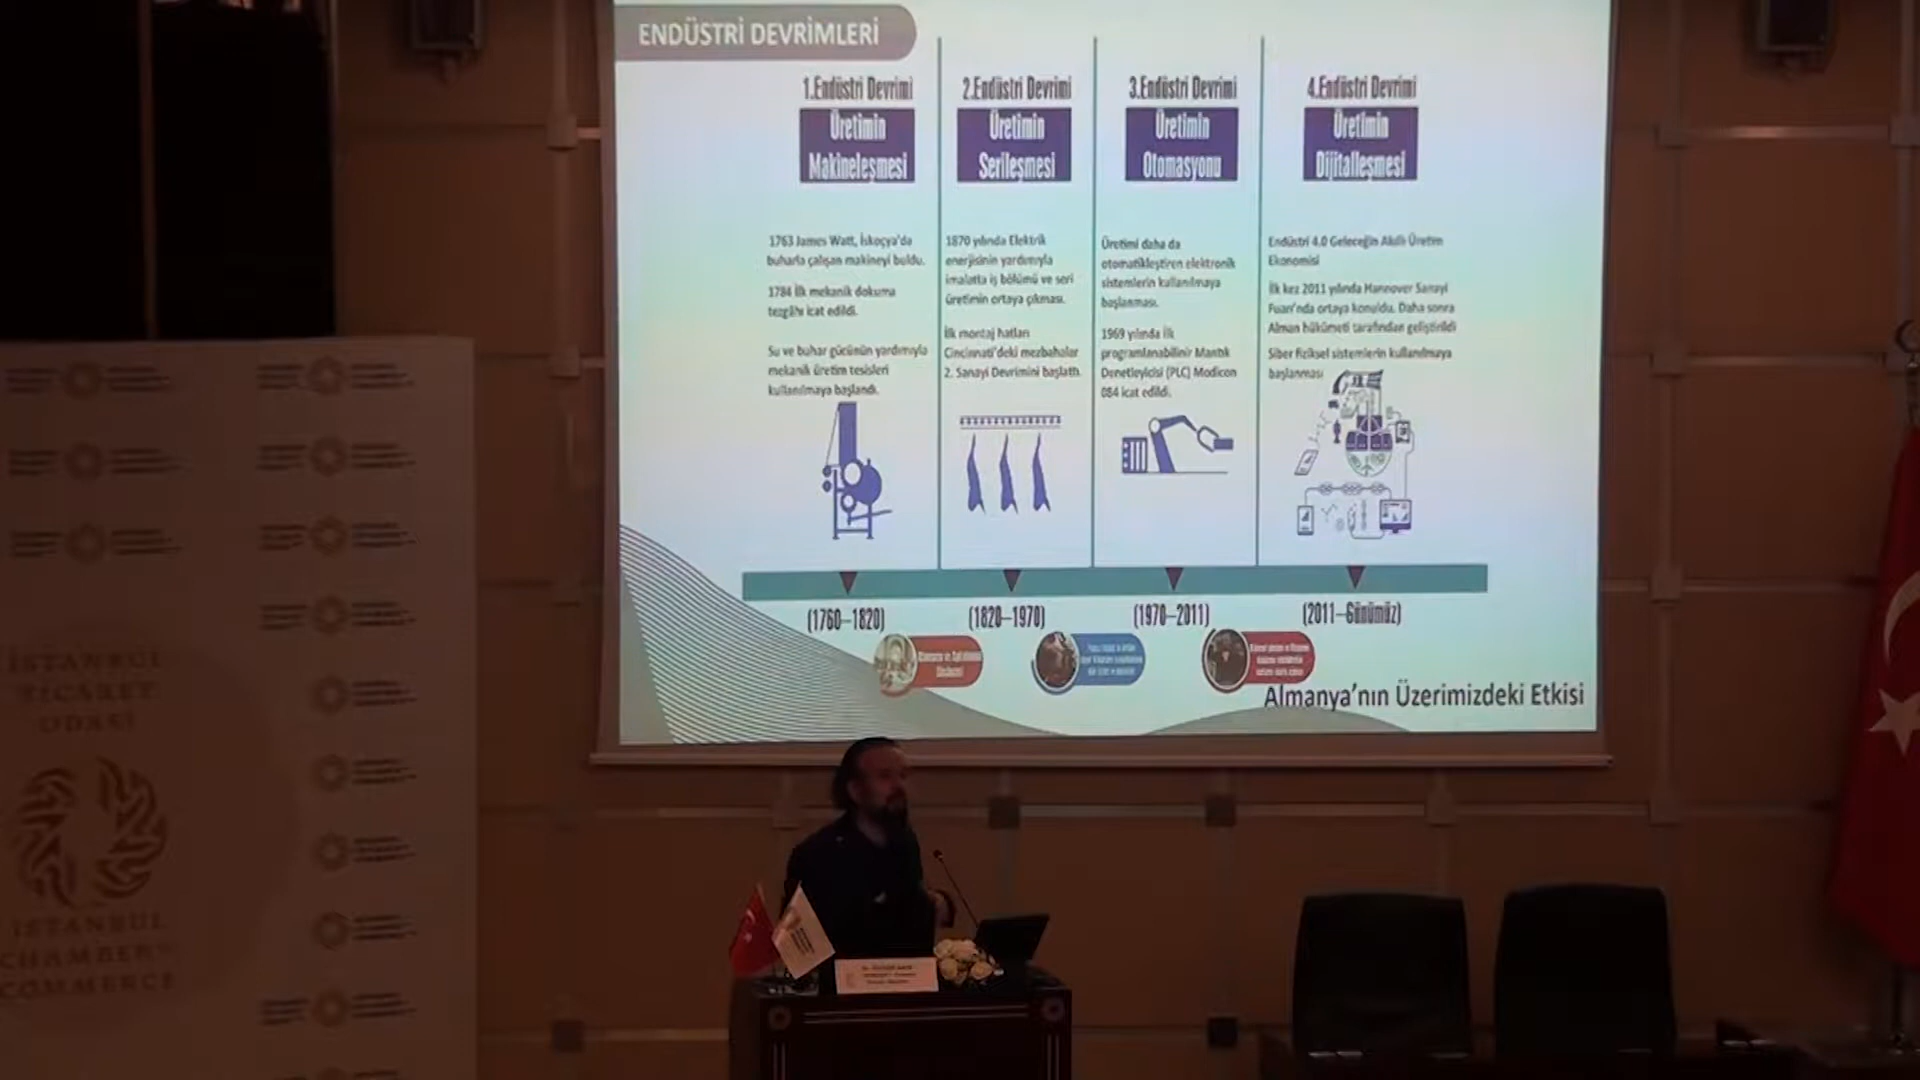 ENDÜSTRİ DEVRİMLERİ
1.Endüstri Devrimi
Üretimin
Makineleşmesi
1763 James Watt, İskoçya'da
buharla çalışan makineyi buldu.
1784 İlk mekanik dokuma
tezgâhı icat edildi.
Su ve buhar gücünün yardımıyla
mekanik üretim tesisleri
kullanılmaya başlandı.
(1760–1820)
2.Endüstri Devrimi
Üretimin
Serileşmesi
1870 yılında Elektrik
enerjisinin yardımıyla
imalatta iş bölümü ve seri
üretimin ortaya çıkması.
İlk montaj hatları
Cincinnati'deki mezbahalar
2. Sanayi Devrimini başlattı.
(1820–1970)
3.Endüstri Devrimi
Üretimin
Otomasyonu
Üretimi daha da
otomatikleştiren elektronik
sistemlerin kullanılmaya
başlanması.
1969 yılında ilk
programlanabilinir Mantık
Denetleyicisi (PLC) Modicon
084 icat edildi.
(1970–2011)
4.Endüstri Devrimi
Üretimin
Dijitalleşmesi
Endüstri 4.0 Geleceğin Akıllı Üretim
Ekonomisi
İlk kez 2011 yılında Hannover Sanayi
Fuarı'nda ortaya konuldu. Daha sonra
Alman hükümeti tarafından geliştirildi
Siber fiziksel sistemlerin kullanılmaya
başlanması
(2011–Günümüz)
Almanya'nın Üzerimizdeki Etkisi
İSTANBUL
TİCARET
ODASI
İSTANBUL
CHAMBER OF
COMMERCE